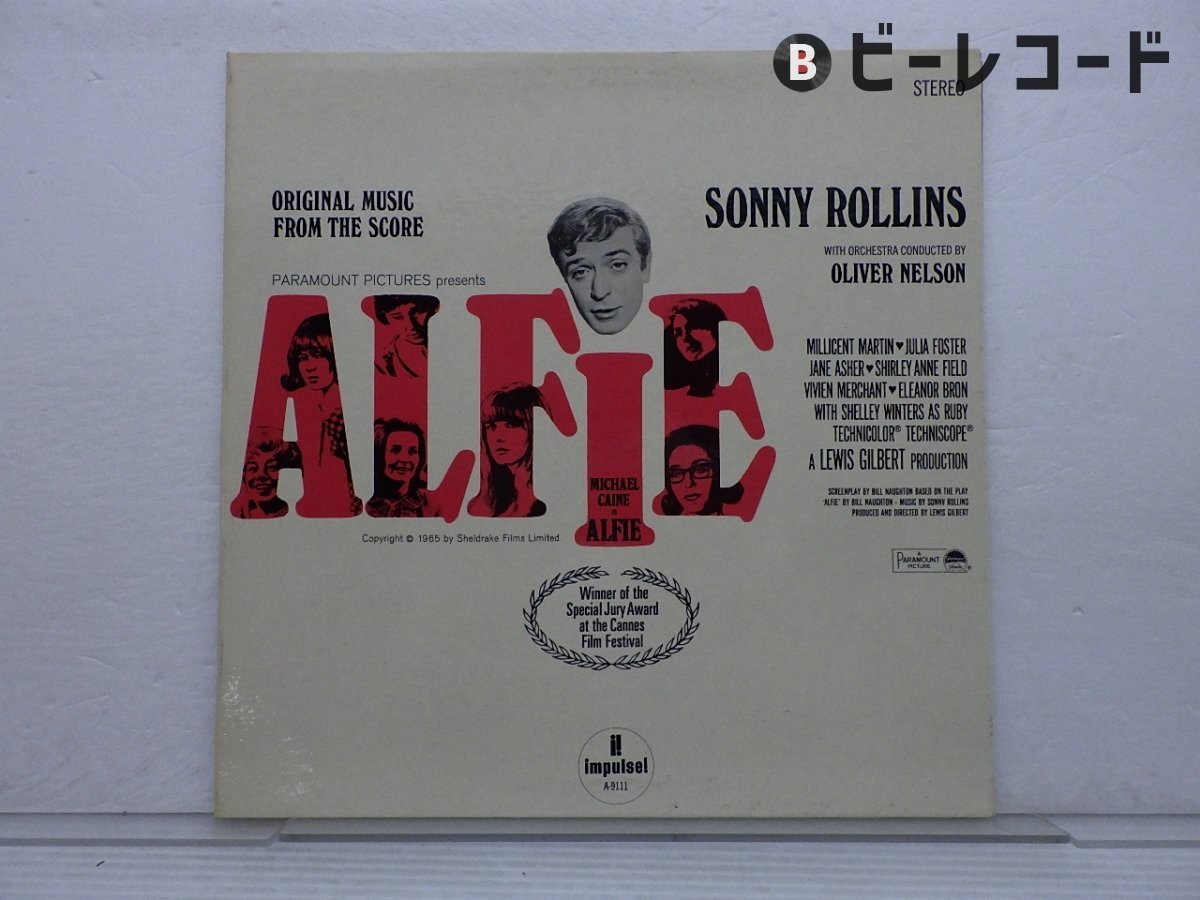 B ビーレコード
STEREO
ORIGINAL MUSIC
FROM THE SCORE
SONNY ROLLINS
WITH ORCHESTRA CONDUCTED BY
OLIVER NELSON
PARAMOUNT PICTURES presents
ALFiE
MICHAEL
CAINE
IS
ALFIE
MILLICENT MARTIN ♥ JULIA FOSTER
JANE ASHER ♥ SHIRLEY ANNE FIELD
VIVIEN MERCHANT ♥ ELEANOR BRON
WITH SHELLEY WINTERS AS RUBY
TECHNICOLOR® TECHNISCOPE®
A LEWIS GILBERT PRODUCTION
SCREENPLAY BY BILL NAUGHTON BASED ON THE PLAY
'ALFIE' BY BILL NAUGHTON - MUSIC BY SONNY ROLLINS
PRODUCED AND DIRECTED BY LEWIS GILBERT
Copyright © 1965 by Sheldrake Films Limited
A
PARAMOUNT
PICTURE
Winner of the
Special Jury Award
at the Cannes
Film Festival
i!
impulse!
A-9111